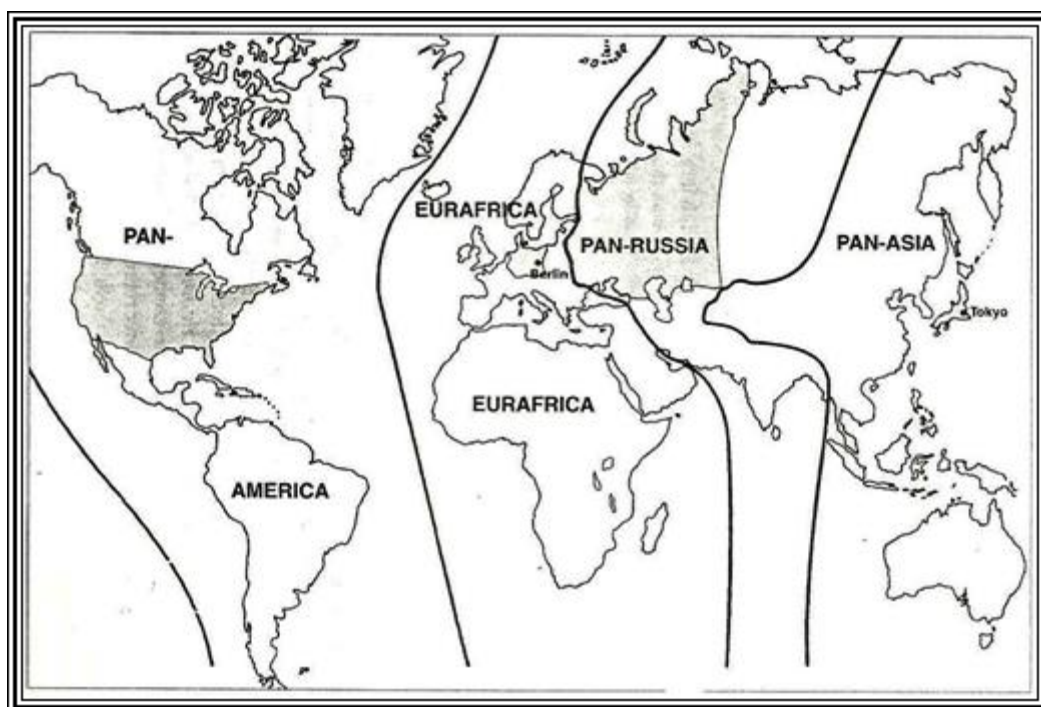 EURAFRICA
PAN-
PAN-RUSSIA
PAN-ASIA
Berlin
Tokyo
EURAFRICA
AMERICA